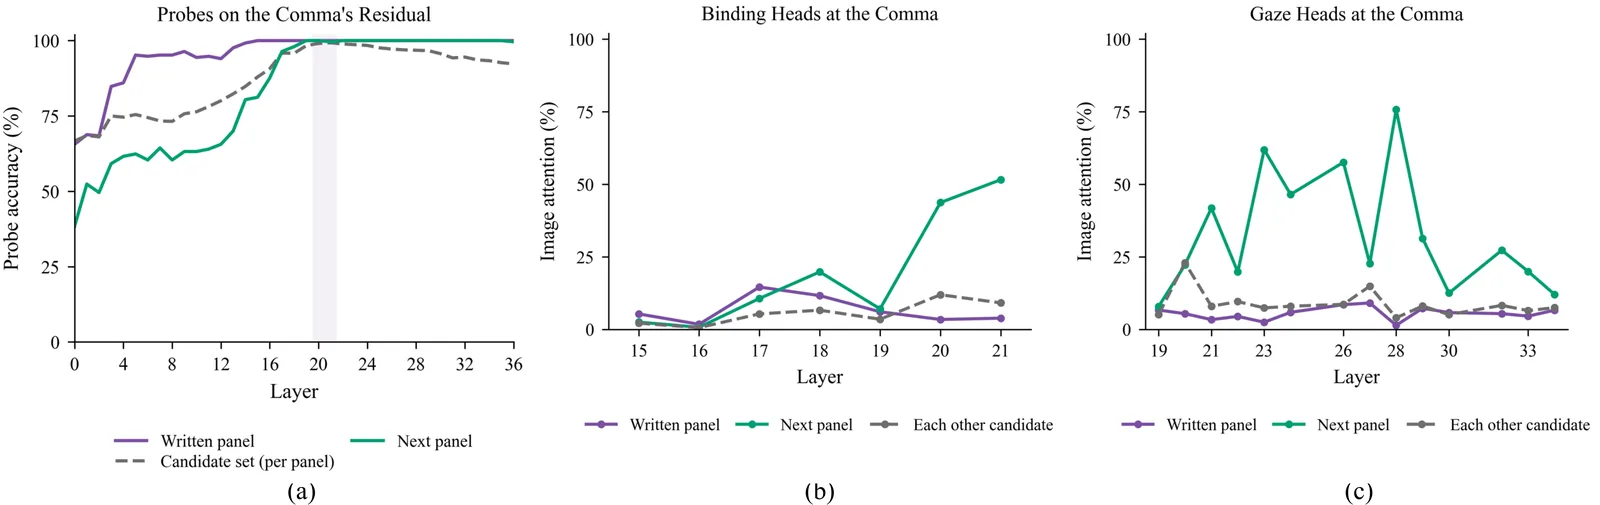 Probes on the Comma's Residual
Probe accuracy (%)
100
75
50
25
0
0 4 8 12 16 20 24 28 32 36
Layer
Written panel Next panel
Candidate set (per panel)
(a)
Binding Heads at the Comma
Image attention (%)
100
75
50
25
0
15 16 17 18 19 20 21
Layer
Written panel Next panel Each other candidate
(b)
Gaze Heads at the Comma
Image attention (%)
100
75
50
25
0
19 21 23 26 28 30 33
Layer
Written panel Next panel Each other candidate
(c)